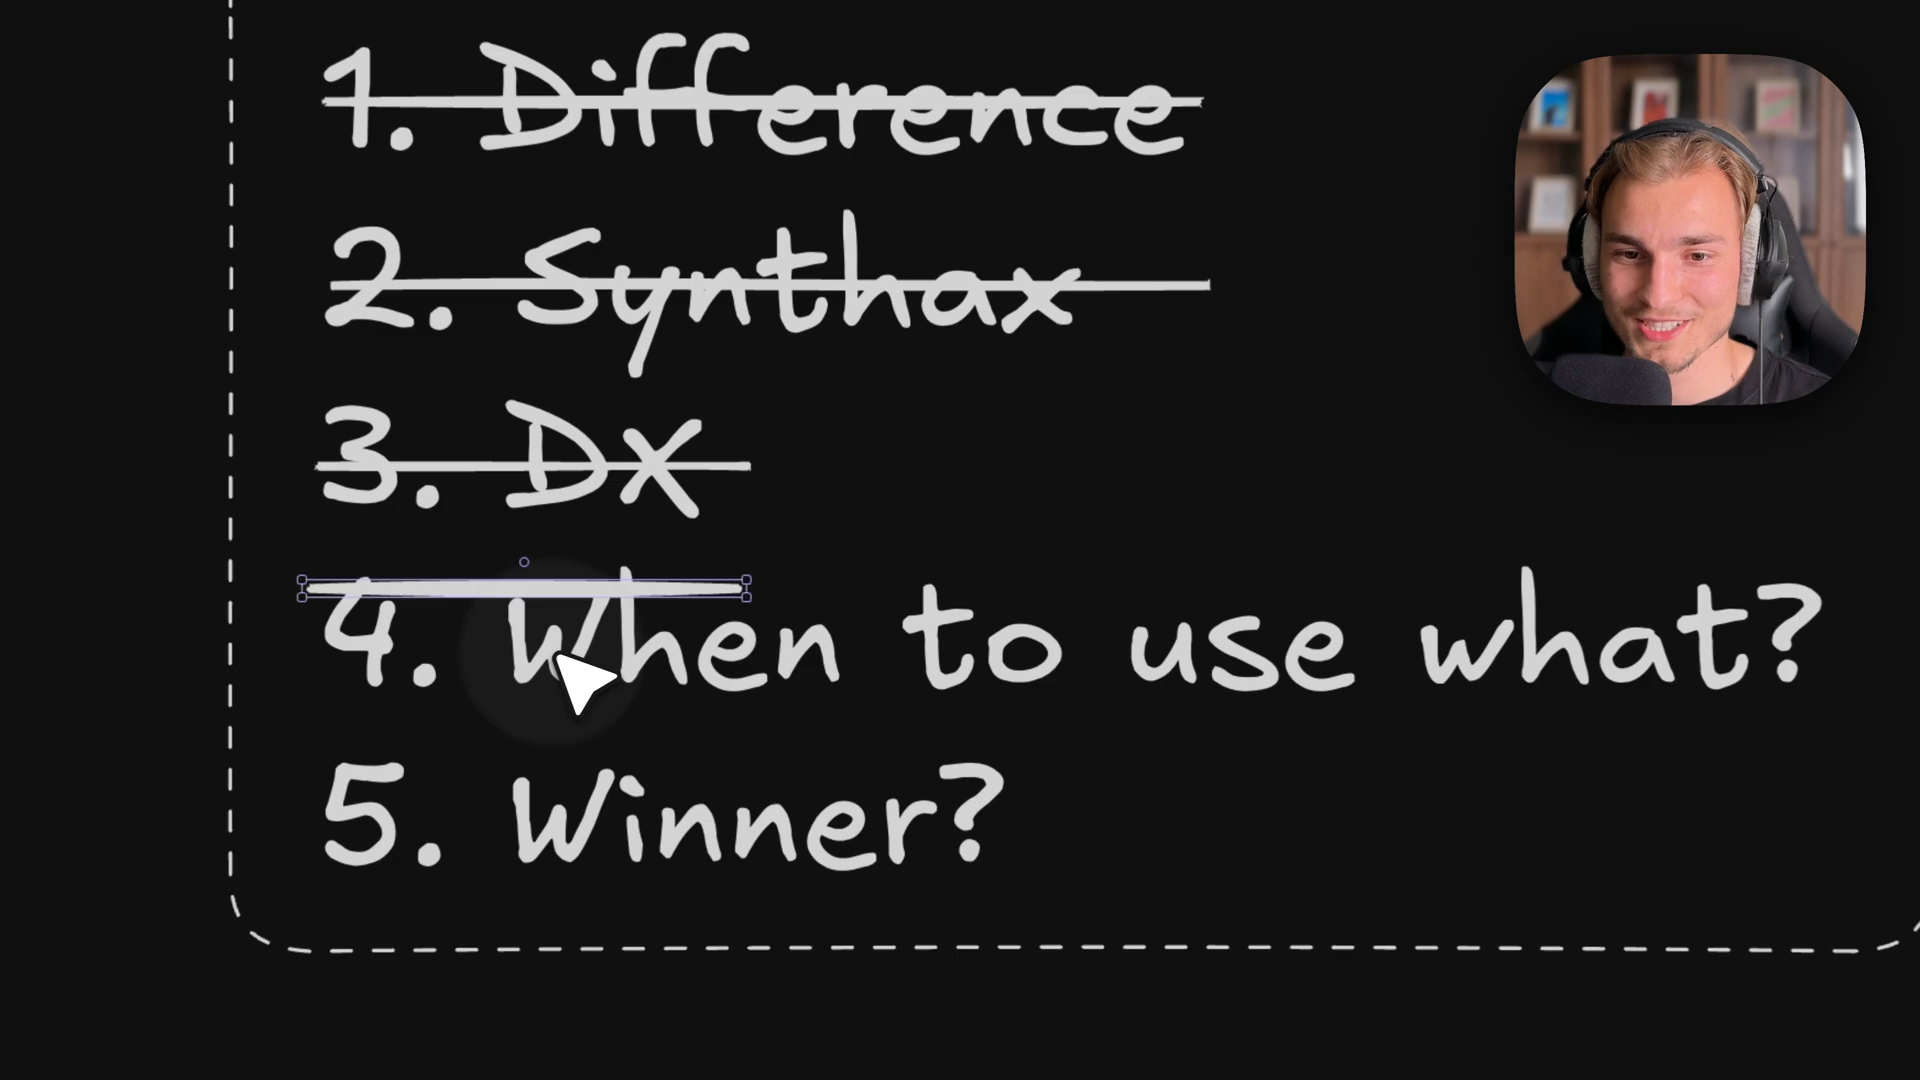 1. Difference
2. Synthax
3. DX
4. When to use what?
5. Winner?